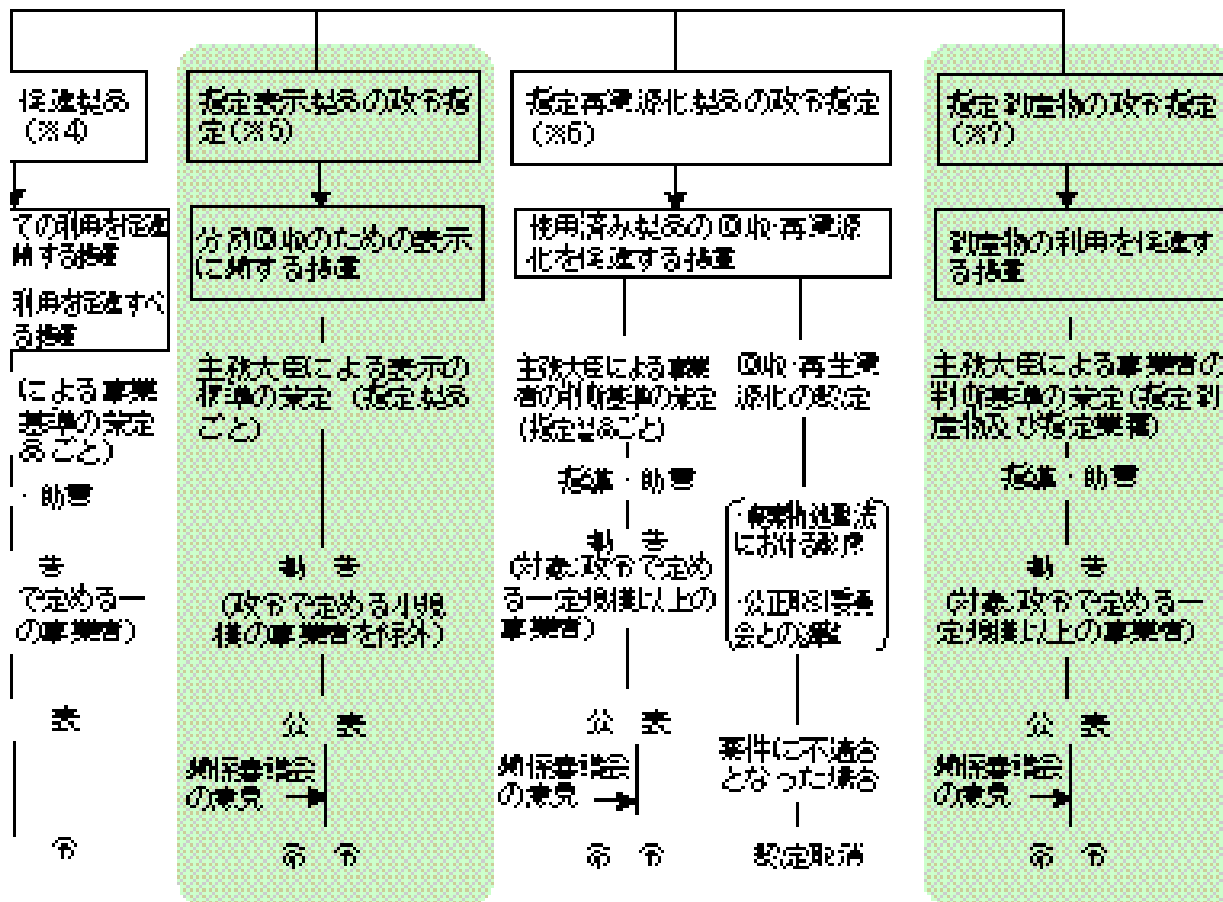 促進製品
(※4)
ての利用を促進
関する措置
利用を促進すべ
る措置
による事業
基準の策定
品ごと)
・助言
告
で定める一
の事業者)
表
令
指定表示製品の政令指
定(※5)
分別回収のための表示
に関する措置
主務大臣による表示の
標準の策定(指定製品
ごと)
勧 告
(政令で定める小規
模の事業者を除外)
公 表
関係審議会
の意見
命 令
指定再資源化製品の政令指定
(※6)
使用済み製品の回収・再資源
化を促進する措置
主務大臣による事業
者の判断基準の策定
(指定製品ごと)
指導・助言
勧 告
(対象:政令で定め
る一定規模以上の
事業者)
公 表
関係審議会
の意見
命 令
回収・再生資
源化の認定
・廃棄物処理法
における配慮
・公正取引委員
会との
要件に不適合
となった場合
認定取消
指定副産物の政令指定
(※7)
副産物の利用を促進す
る措置
主務大臣による事業者の
判断基準の策定(指定副
産物及び指定業種)
指導・助言
勧 告
(対象:政令で定める一
定規模以上の事業者)
公 表
関係審議会
の意見
命 令